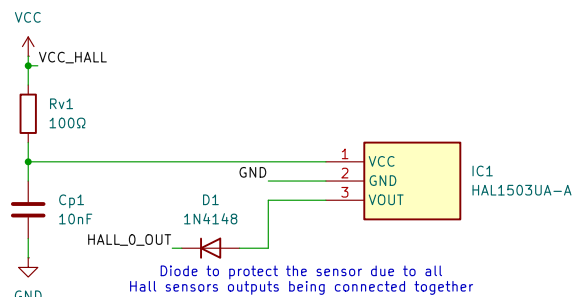 VCC
VCC_HALL
Rv1
100Ω
1
VCC
2
GND
GND
3
VOUT
IC1
HAL1503UA-A
Cp1
10nF
D1
1N4148
HALL_0_OUT
Diode to protect the sensor due to all
Hall sensors outputs being connected together
GND